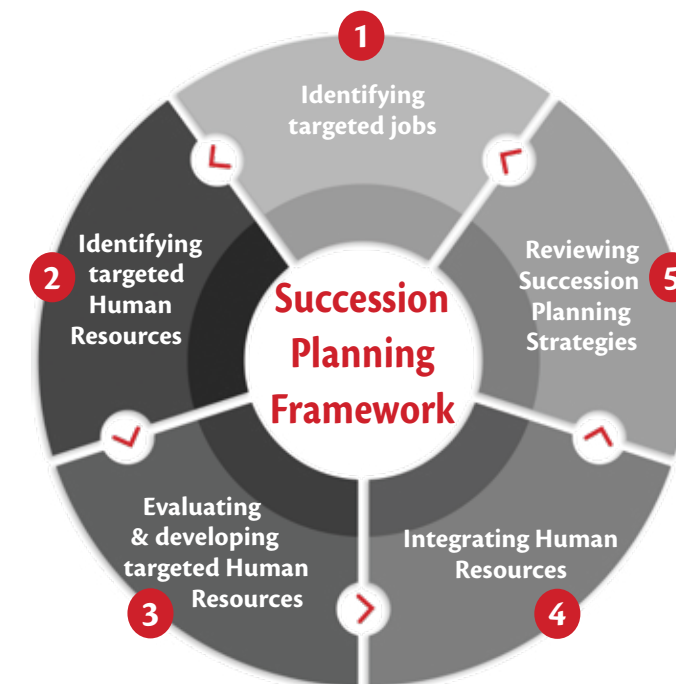 1
Identifying
targeted jobs
2
Identifying
targeted
Human
Resources
Succession
Planning
Framework
Reviewing
Succession
Planning
Strategies
5
Evaluating
& developing
targeted Human
Resources
3
Integrating Human
Resources
4